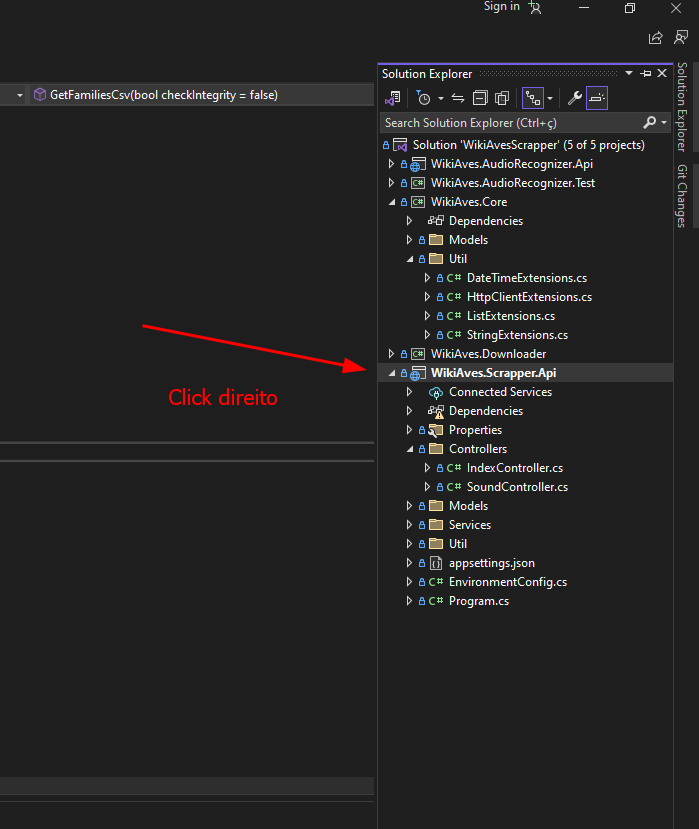 Sign in
GetFamiliesCsv(bool checkIntegrity = false)
Solution Explorer
Search Solution Explorer (Ctrl+ç)
Solution 'WikiAvesScrapper' (5 of 5 projects)
WikiAves.AudioRecognizer.Api
C# WikiAves.AudioRecognizer.Test
C# WikiAves.Core
Dependencies
Models
Util
C# DateTimeExtensions.cs
C# HttpClientExtensions.cs
C# ListExtensions.cs
C# StringExtensions.cs
C# WikiAves.Downloader
WikiAves.Scrapper.Api
Connected Services
Dependencies
Properties
Controllers
C# IndexController.cs
C# SoundController.cs
Models
Services
Util
appsettings.json
C# EnvironmentConfig.cs
C# Program.cs
Click direito
Solution Explorer
Git Changes